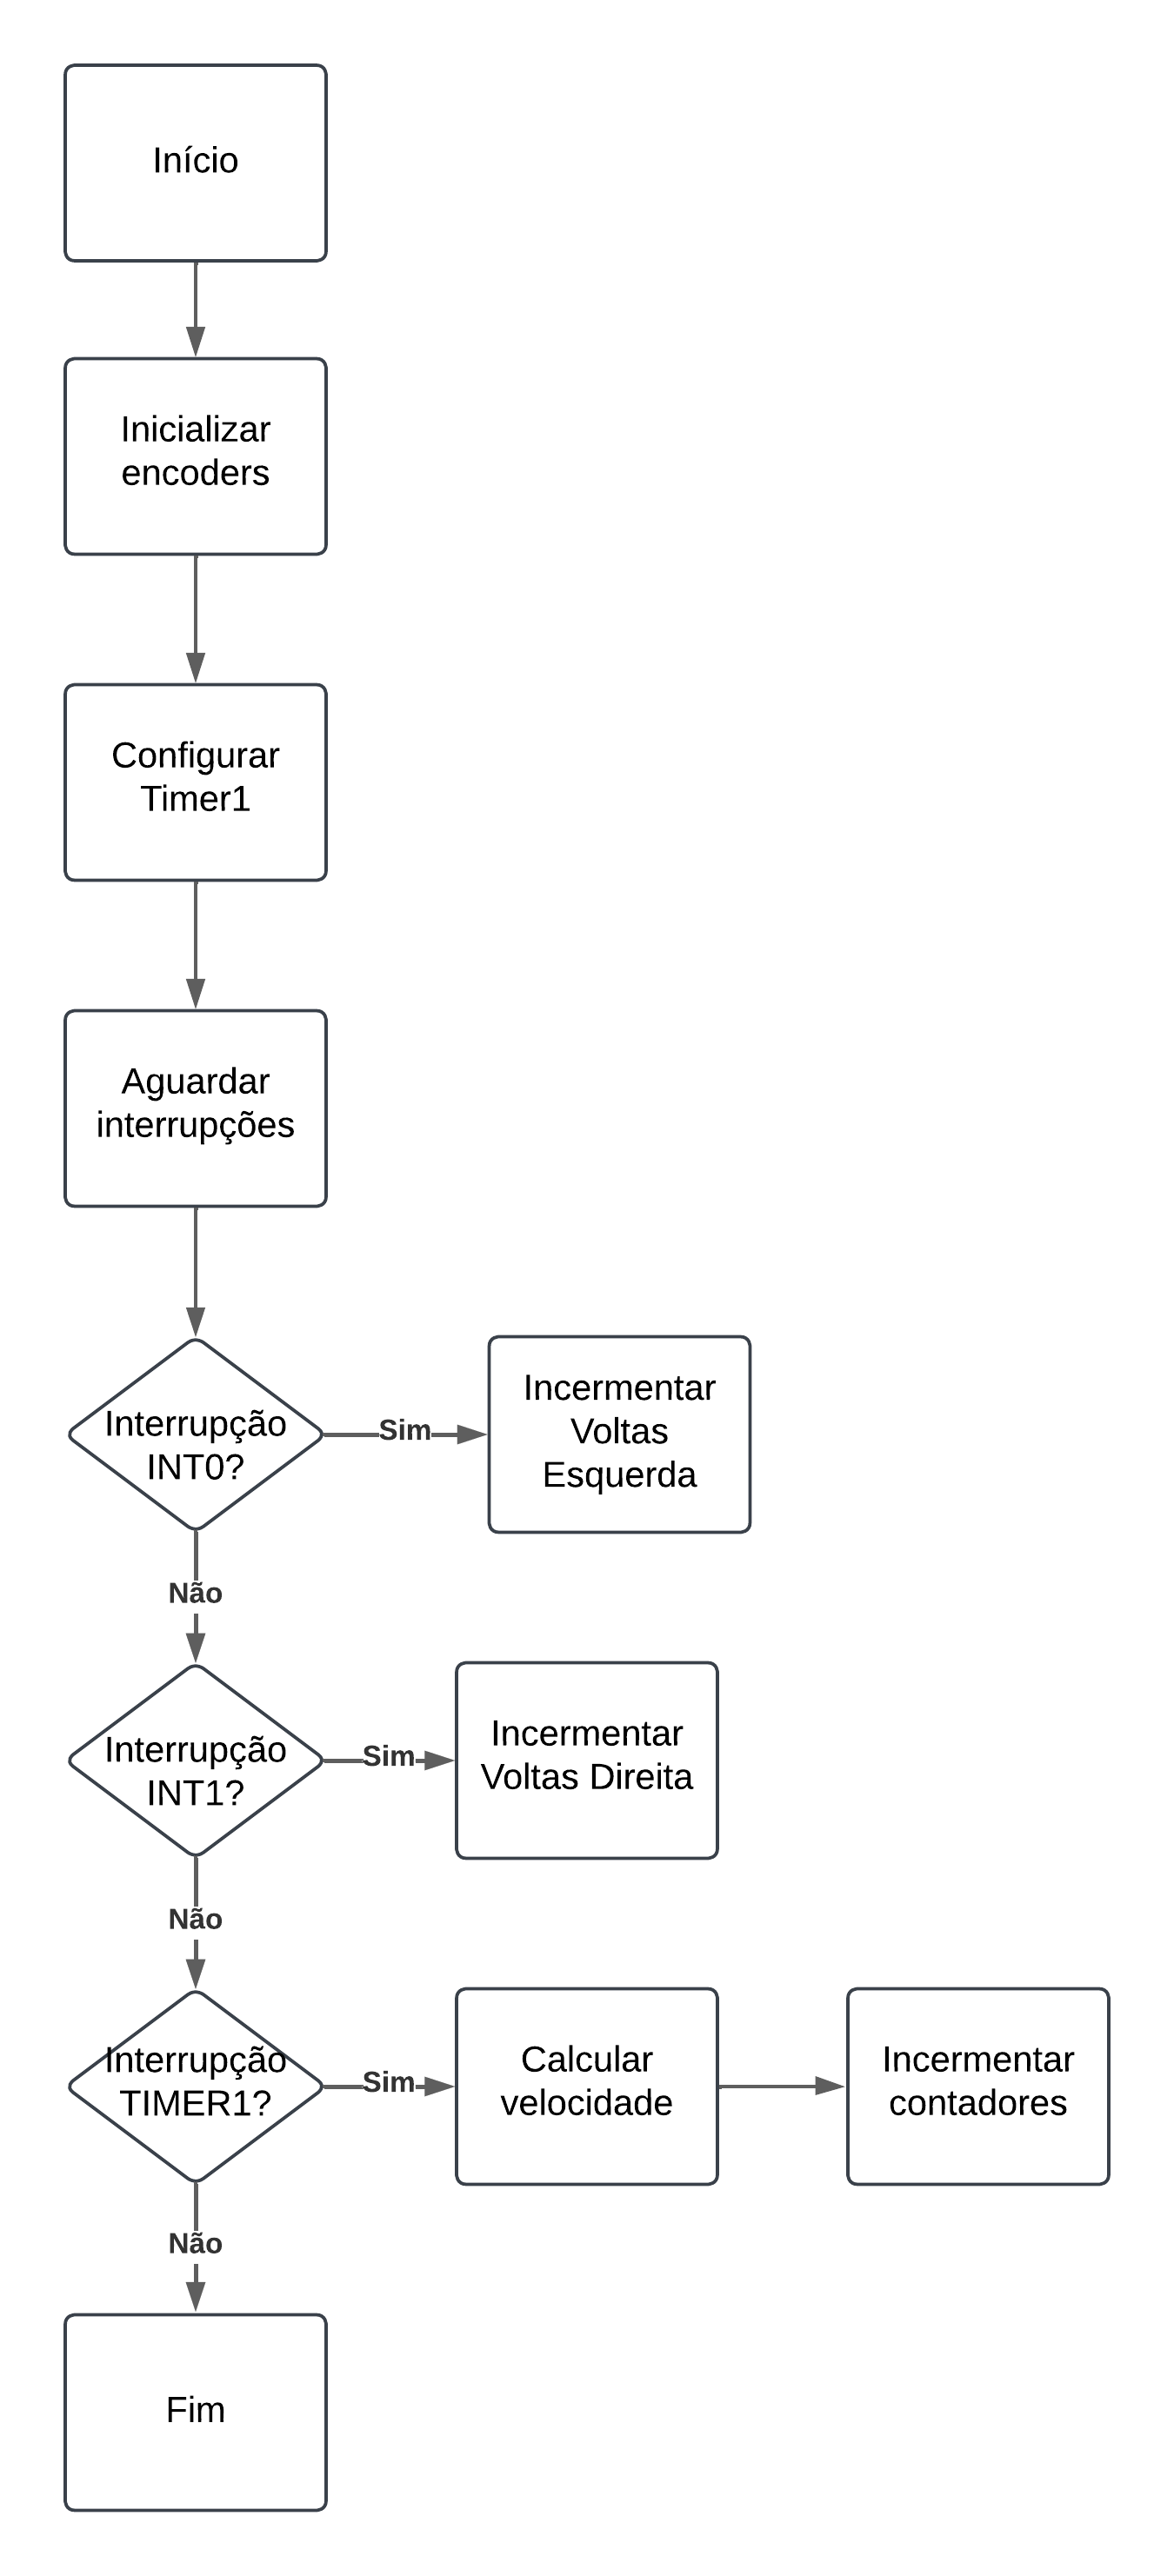 Início
Inicializar
encoders
Configurar
Timer1
Aguardar
interrupções
Interrupção
INT0?
Sim
Incermentar
Voltas
Esquerda
Não
Interrupção
INT1?
Sim
Incermentar
Voltas Direita
Não
Interrupção
TIMER1?
Sim
Calcular
velocidade
Incermentar
contadores
Não
Fim